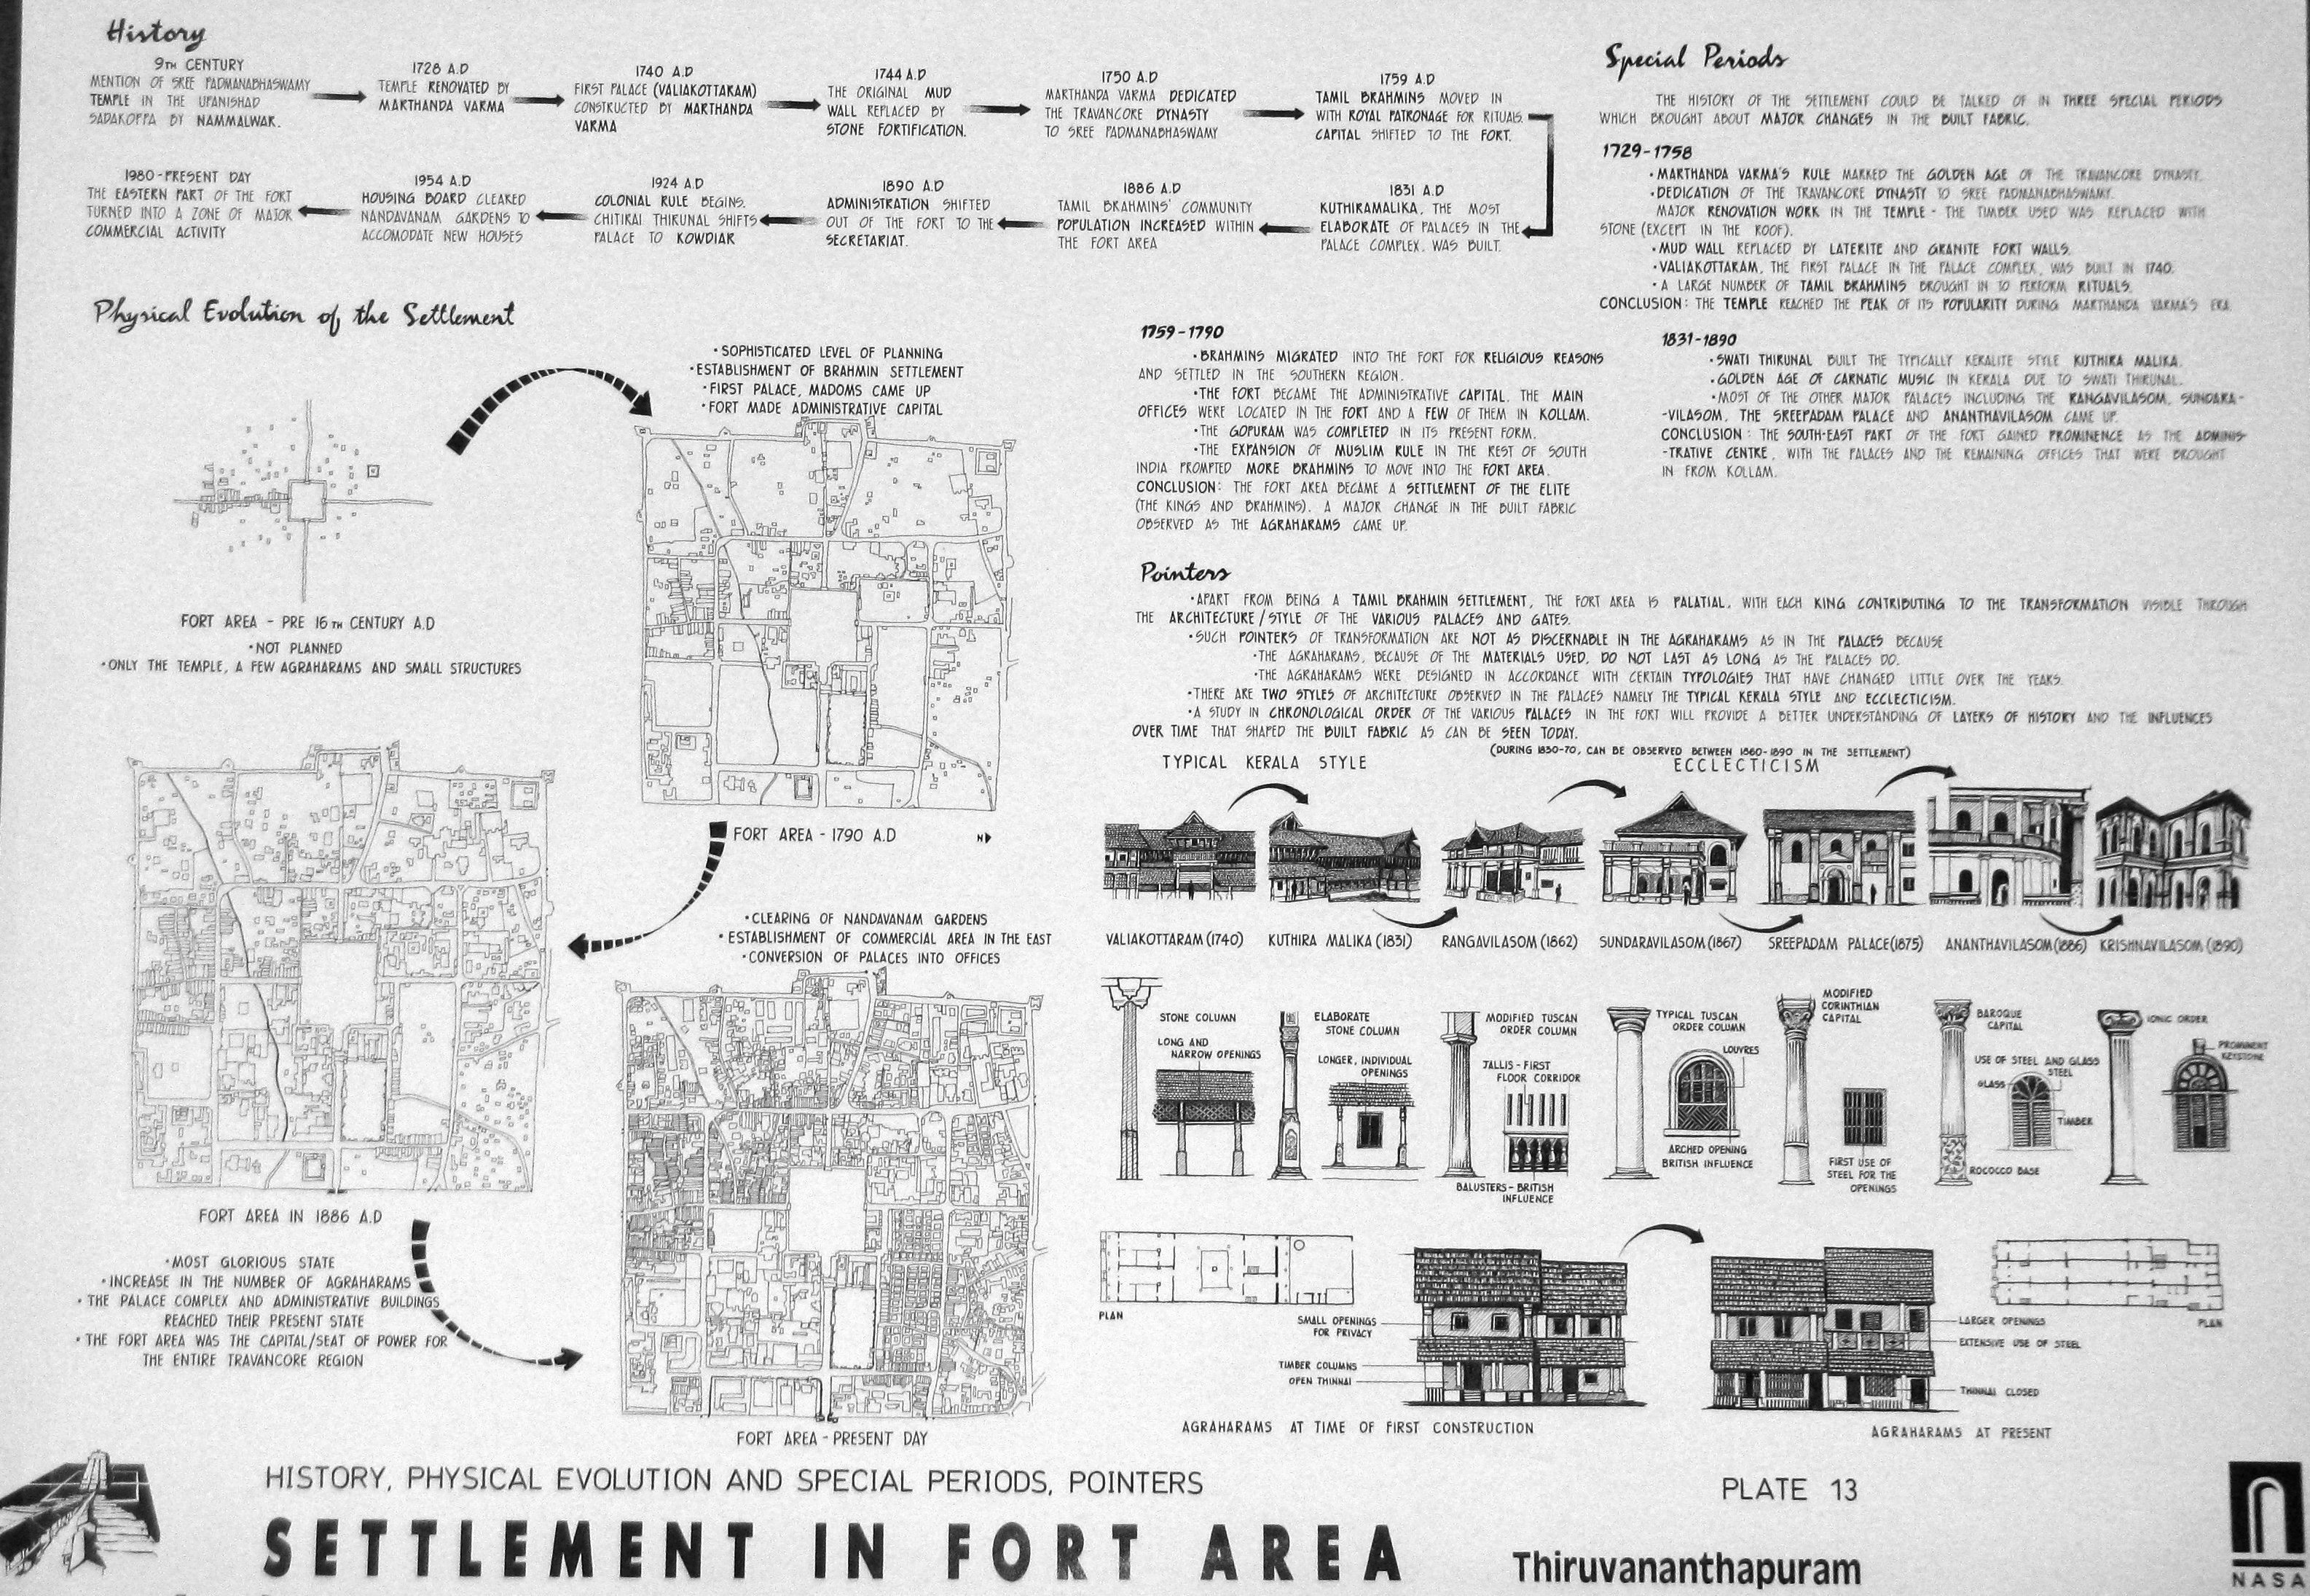 History
9TH CENTURY
MENTION OF SREE PADMANABHASWAMY
TEMPLE IN THE UPANISHAD
SADAKOPPA BY NAMMALWAR.
1728 A.D
TEMPLE RENOVATED BY
MARTHANDA VARMA
1740 A.D
FIRST PALACE (VALIAKOTTARAM)
CONSTRUCTED BY MARTHANDA
VARMA
1744 A.D
THE ORIGINAL MUD
WALL REPLACED BY
STONE FORTIFICATION.
1750 A.D
MARTHANDA VARMA DEDICATED
THE TRAVANCORE DYNASTY
TO SREE PADMANABHASWAMY
1759 A.D
TAMIL BRAHMINS MOVED IN
WITH ROYAL PATRONAGE FOR RITUALS.
CAPITAL SHIFTED TO THE FORT.
1831 A.D
KUTHIRAMALIKA, THE MOST
ELABORATE OF PALACES IN THE
PALACE COMPLEX, WAS BUILT.
1886 A.D
TAMIL BRAHMINS' COMMUNITY
POPULATION INCREASED WITHIN
THE FORT AREA
1890 A.D
ADMINISTRATION SHIFTED
OUT OF THE FORT TO THE
SECRETARIAT.
1924 A.D
COLONIAL RULE BEGINS.
CHITIRAI THIRUNAL SHIFTS
PALACE TO KOWDIAR
1954 A.D
HOUSING BOARD CLEARED
NANDAVANAM GARDENS TO
ACCOMODATE NEW HOUSES
1980-PRESENT DAY
THE EASTERN PART OF THE FORT
TURNED INTO A ZONE OF MAJOR
COMMERCIAL ACTIVITY
Special Periods
THE HISTORY OF THE SETTLEMENT COULD BE TALKED OF IN THREE SPECIAL PERIODS
WHICH BROUGHT ABOUT MAJOR CHANGES IN THE BUILT FABRIC.
1729-1758
•MARTHANDA VARMA'S RULE MARKED THE GOLDEN AGE OF THE TRAVANCORE DYNASTY.
•DEDICATION OF THE TRAVANCORE DYNASTY TO SREE PADMANABHASWAMY.
MAJOR RENOVATION WORK IN THE TEMPLE - THE TIMBER USED WAS REPLACED WITH
STONE (EXCEPT IN THE ROOF).
•MUD WALL REPLACED BY LATERITE AND GRANITE FORT WALLS.
•VALIAKOTTARAM, THE FIRST PALACE IN THE PALACE COMPLEX, WAS BUILT IN 1740.
•A LARGE NUMBER OF TAMIL BRAHMINS BROUGHT IN TO PERFORM RITUALS.
CONCLUSION: THE TEMPLE REACHED THE PEAK OF ITS POPULARITY DURING MARTHANDA VARMA'S ERA.
1759-1790
•BRAHMINS MIGRATED INTO THE FORT FOR RELIGIOUS REASONS
AND SETTLED IN THE SOUTHERN REGION.
•THE FORT BECAME THE ADMINISTRATIVE CAPITAL. THE MAIN
OFFICES WERE LOCATED IN THE FORT AND A FEW OF THEM IN KOLLAM.
•THE GOPURAM WAS COMPLETED IN ITS PRESENT FORM.
•THE EXPANSION OF MUSLIM RULE IN THE REST OF SOUTH
INDIA PROMPTED MORE BRAHMINS TO MOVE INTO THE FORT AREA.
CONCLUSION: THE FORT AREA BECAME A SETTLEMENT OF THE ELITE
(THE KINGS AND BRAHMINS). A MAJOR CHANGE IN THE BUILT FABRIC
OBSERVED AS THE AGRAHARAMS CAME UP.
1831-1890
•SWATI THIRUNAL BUILT THE TYPICALLY KERALITE STYLE KUTHIRA MALIKA.
•GOLDEN AGE OF CARNATIC MUSIC IN KERALA DUE TO SWATI THIRUNAL.
•MOST OF THE OTHER MAJOR PALACES INCLUDING THE RANGAVILASOM, SUNDARA-
-VILASOM, THE SREEPADAM PALACE AND ANANTHAVILASOM CAME UP.
CONCLUSION: THE SOUTH-EAST PART OF THE FORT GAINED PROMINENCE AS THE ADMINIS-
-TRATIVE CENTRE, WITH THE PALACES AND THE REMAINING OFFICES THAT WERE BROUGHT
IN FROM KOLLAM.
Physical Evolution of the Settlement
FORT AREA - PRE 16TH CENTURY A.D
•NOT PLANNED
•ONLY THE TEMPLE, A FEW AGRAHARAMS AND SMALL STRUCTURES
•SOPHISTICATED LEVEL OF PLANNING
•ESTABLISHMENT OF BRAHMIN SETTLEMENT
•FIRST PALACE, MADOMS CAME UP
•FORT MADE ADMINISTRATIVE CAPITAL
FORT AREA - 1790 A.D
N
FORT AREA IN 1886 A.D
•MOST GLORIOUS STATE
•INCREASE IN THE NUMBER OF AGRAHARAMS
•THE PALACE COMPLEX AND ADMINISTRATIVE BUILDINGS
REACHED THEIR PRESENT STATE
•THE FORT AREA WAS THE CAPITAL/SEAT OF POWER FOR
THE ENTIRE TRAVANCORE REGION
•CLEARING OF NANDAVANAM GARDENS
•ESTABLISHMENT OF COMMERCIAL AREA IN THE EAST
•CONVERSION OF PALACES INTO OFFICES
FORT AREA - PRESENT DAY
Pointers
•APART FROM BEING A TAMIL BRAHMIN SETTLEMENT, THE FORT AREA IS PALATIAL, WITH EACH KING CONTRIBUTING TO THE TRANSFORMATION VISIBLE THROUGH
THE ARCHITECTURE/STYLE OF THE VARIOUS PALACES AND GATES.
•SUCH POINTERS OF TRANSFORMATION ARE NOT AS DISCERNABLE IN THE AGRAHARAMS AS IN THE PALACES BECAUSE
•THE AGRAHARAMS, BECAUSE OF THE MATERIALS USED, DO NOT LAST AS LONG AS THE PALACES DO.
•THE AGRAHARAMS WERE DESIGNED IN ACCORDANCE WITH CERTAIN TYPOLOGIES THAT HAVE CHANGED LITTLE OVER THE YEARS.
•THERE ARE TWO STYLES OF ARCHITECTURE OBSERVED IN THE PALACES NAMELY THE TYPICAL KERALA STYLE AND ECCLECTICISM.
•A STUDY IN CHRONOLOGICAL ORDER OF THE VARIOUS PALACES IN THE FORT WILL PROVIDE A BETTER UNDERSTANDING OF LAYERS OF HISTORY AND THE INFLUENCES
OVER TIME THAT SHAPED THE BUILT FABRIC AS CAN BE SEEN TODAY.
TYPICAL KERALA STYLE
(DURING 1830-70, CAN BE OBSERVED BETWEEN 1860-1890 IN THE SETTLEMENT)
ECCLECTICISM
VALIAKOTTARAM (1740)
KUTHIRA MALIKA (1831)
RANGAVILASOM (1862)
SUNDARAVILASOM (1867)
SREEPADAM PALACE (1875)
ANANTHAVILASOM (1886)
KRISHNAVILASOM (1890)
STONE COLUMN
LONG AND
NARROW OPENINGS
ELABORATE
STONE COLUMN
LONGER, INDIVIDUAL
OPENINGS
MODIFIED TUSCAN
ORDER COLUMN
JALLIS - FIRST
FLOOR CORRIDOR
BALUSTERS - BRITISH
INFLUENCE
TYPICAL TUSCAN
ORDER COLUMN
LOUVRES
ARCHED OPENING
BRITISH INFLUENCE
MODIFIED
CORINTHIAN
CAPITAL
FIRST USE OF
STEEL FOR THE
OPENINGS
BAROQUE
CAPITAL
USE OF STEEL AND GLASS
STEEL
GLASS
TIMBER
ROCOCCO BASE
IONIC ORDER
PROMINENT
KEYSTONE
PLAN
SMALL OPENINGS
FOR PRIVACY
TIMBER COLUMNS
OPEN THINNAI
AGRAHARAMS AT TIME OF FIRST CONSTRUCTION
LARGER OPENINGS
EXTENSIVE USE OF STEEL
THINNAI CLOSED
PLAN
AGRAHARAMS AT PRESENT
HISTORY, PHYSICAL EVOLUTION AND SPECIAL PERIODS, POINTERS
PLATE 13
SETTLEMENT IN FORT AREA
Thiruvananthapuram
NASA